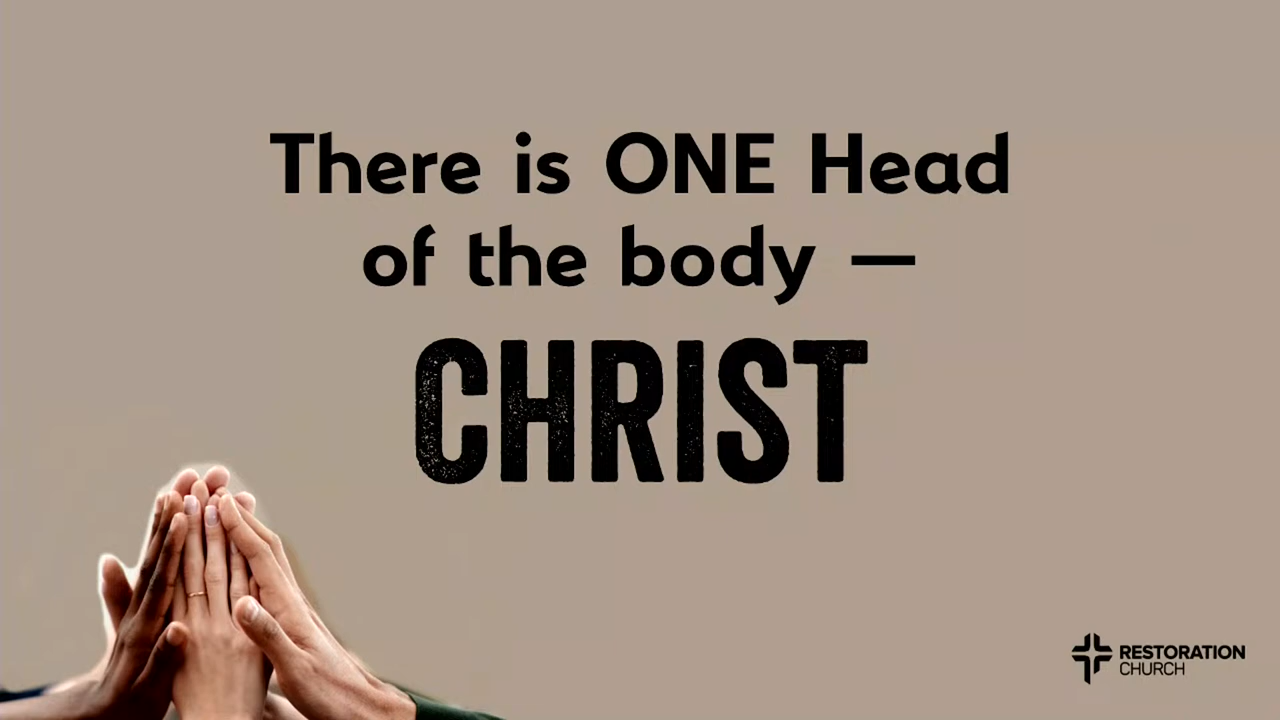 There is ONE Head
of the body —
CHRIST
RESTORATION
CHURCH